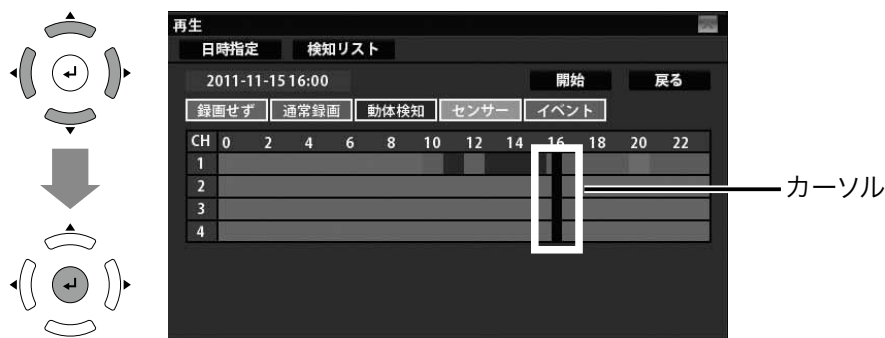 再生
日時指定 検知リスト
2011-11-15 16:00 開始 戻る
録画せず 通常録画 動体検知 センサー イベント
CH 0 2 4 6 8 10 12 14 16 18 20 22
1
2
カーソル
3
4